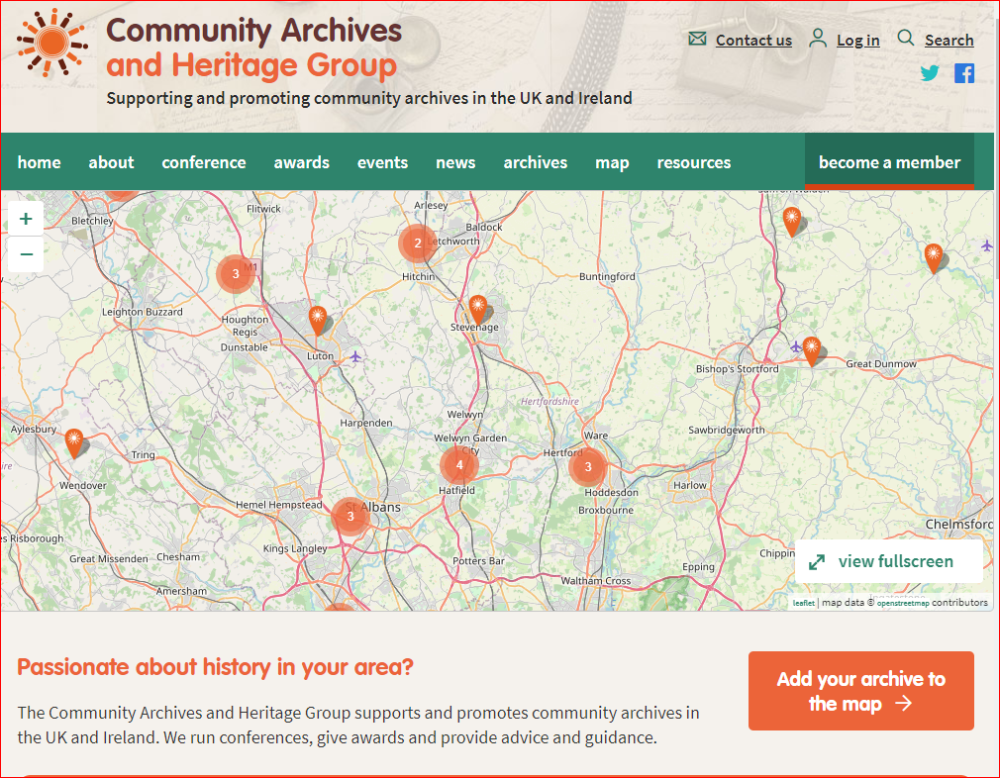 Community Archives
and Heritage Group
Supporting and promoting community archives in the UK and Ireland
Contact us
Log in
Search
home
about
conference
awards
events
news
archives
map
resources
become a member
+
−
Bletchley
Flitwick
Arlesey
Baldock
2
Letchworth
Hitchin
3
M1
Buntingford
Leighton Buzzard
Houghton
Regis
Dunstable
Luton
Stevenage
Bishop's Stortford
Great Dunmow
Hertfordshire
Aylesbury
Harpenden
Welwyn
Welwyn Garden
City
Ware
Sawbridgeworth
Tring
4
Hertford
3
Wendover
Hatfield
Hoddesdon
Harlow
Hemel Hempstead
St Albans
3
Broxbourne
Chelmsford
es Risborough
Kings Langley
Great Missenden
Chesham
Potters Bar
Waltham Cross
Epping
Chippin
Amersham
view fullscreen
leaflet | map data © openstreetmap contributors
Passionate about history in your area?
The Community Archives and Heritage Group supports and promotes community archives in
the UK and Ireland. We run conferences, give awards and provide advice and guidance.
Add your archive to
the map →